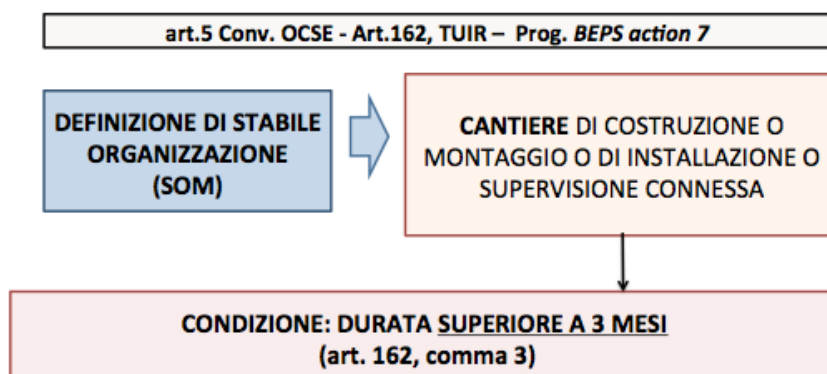 art.5 Conv. OCSE - Art.162, TUIR – Prog. BEPS action 7
DEFINIZIONE DI STABILE
ORGANIZZAZIONE
(SOM)
CANTIERE DI COSTRUZIONE O
MONTAGGIO O DI INSTALLAZIONE O
SUPERVISIONE CONNESSA
CONDIZIONE: DURATA SUPERIORE A 3 MESI
(art. 162, comma 3)